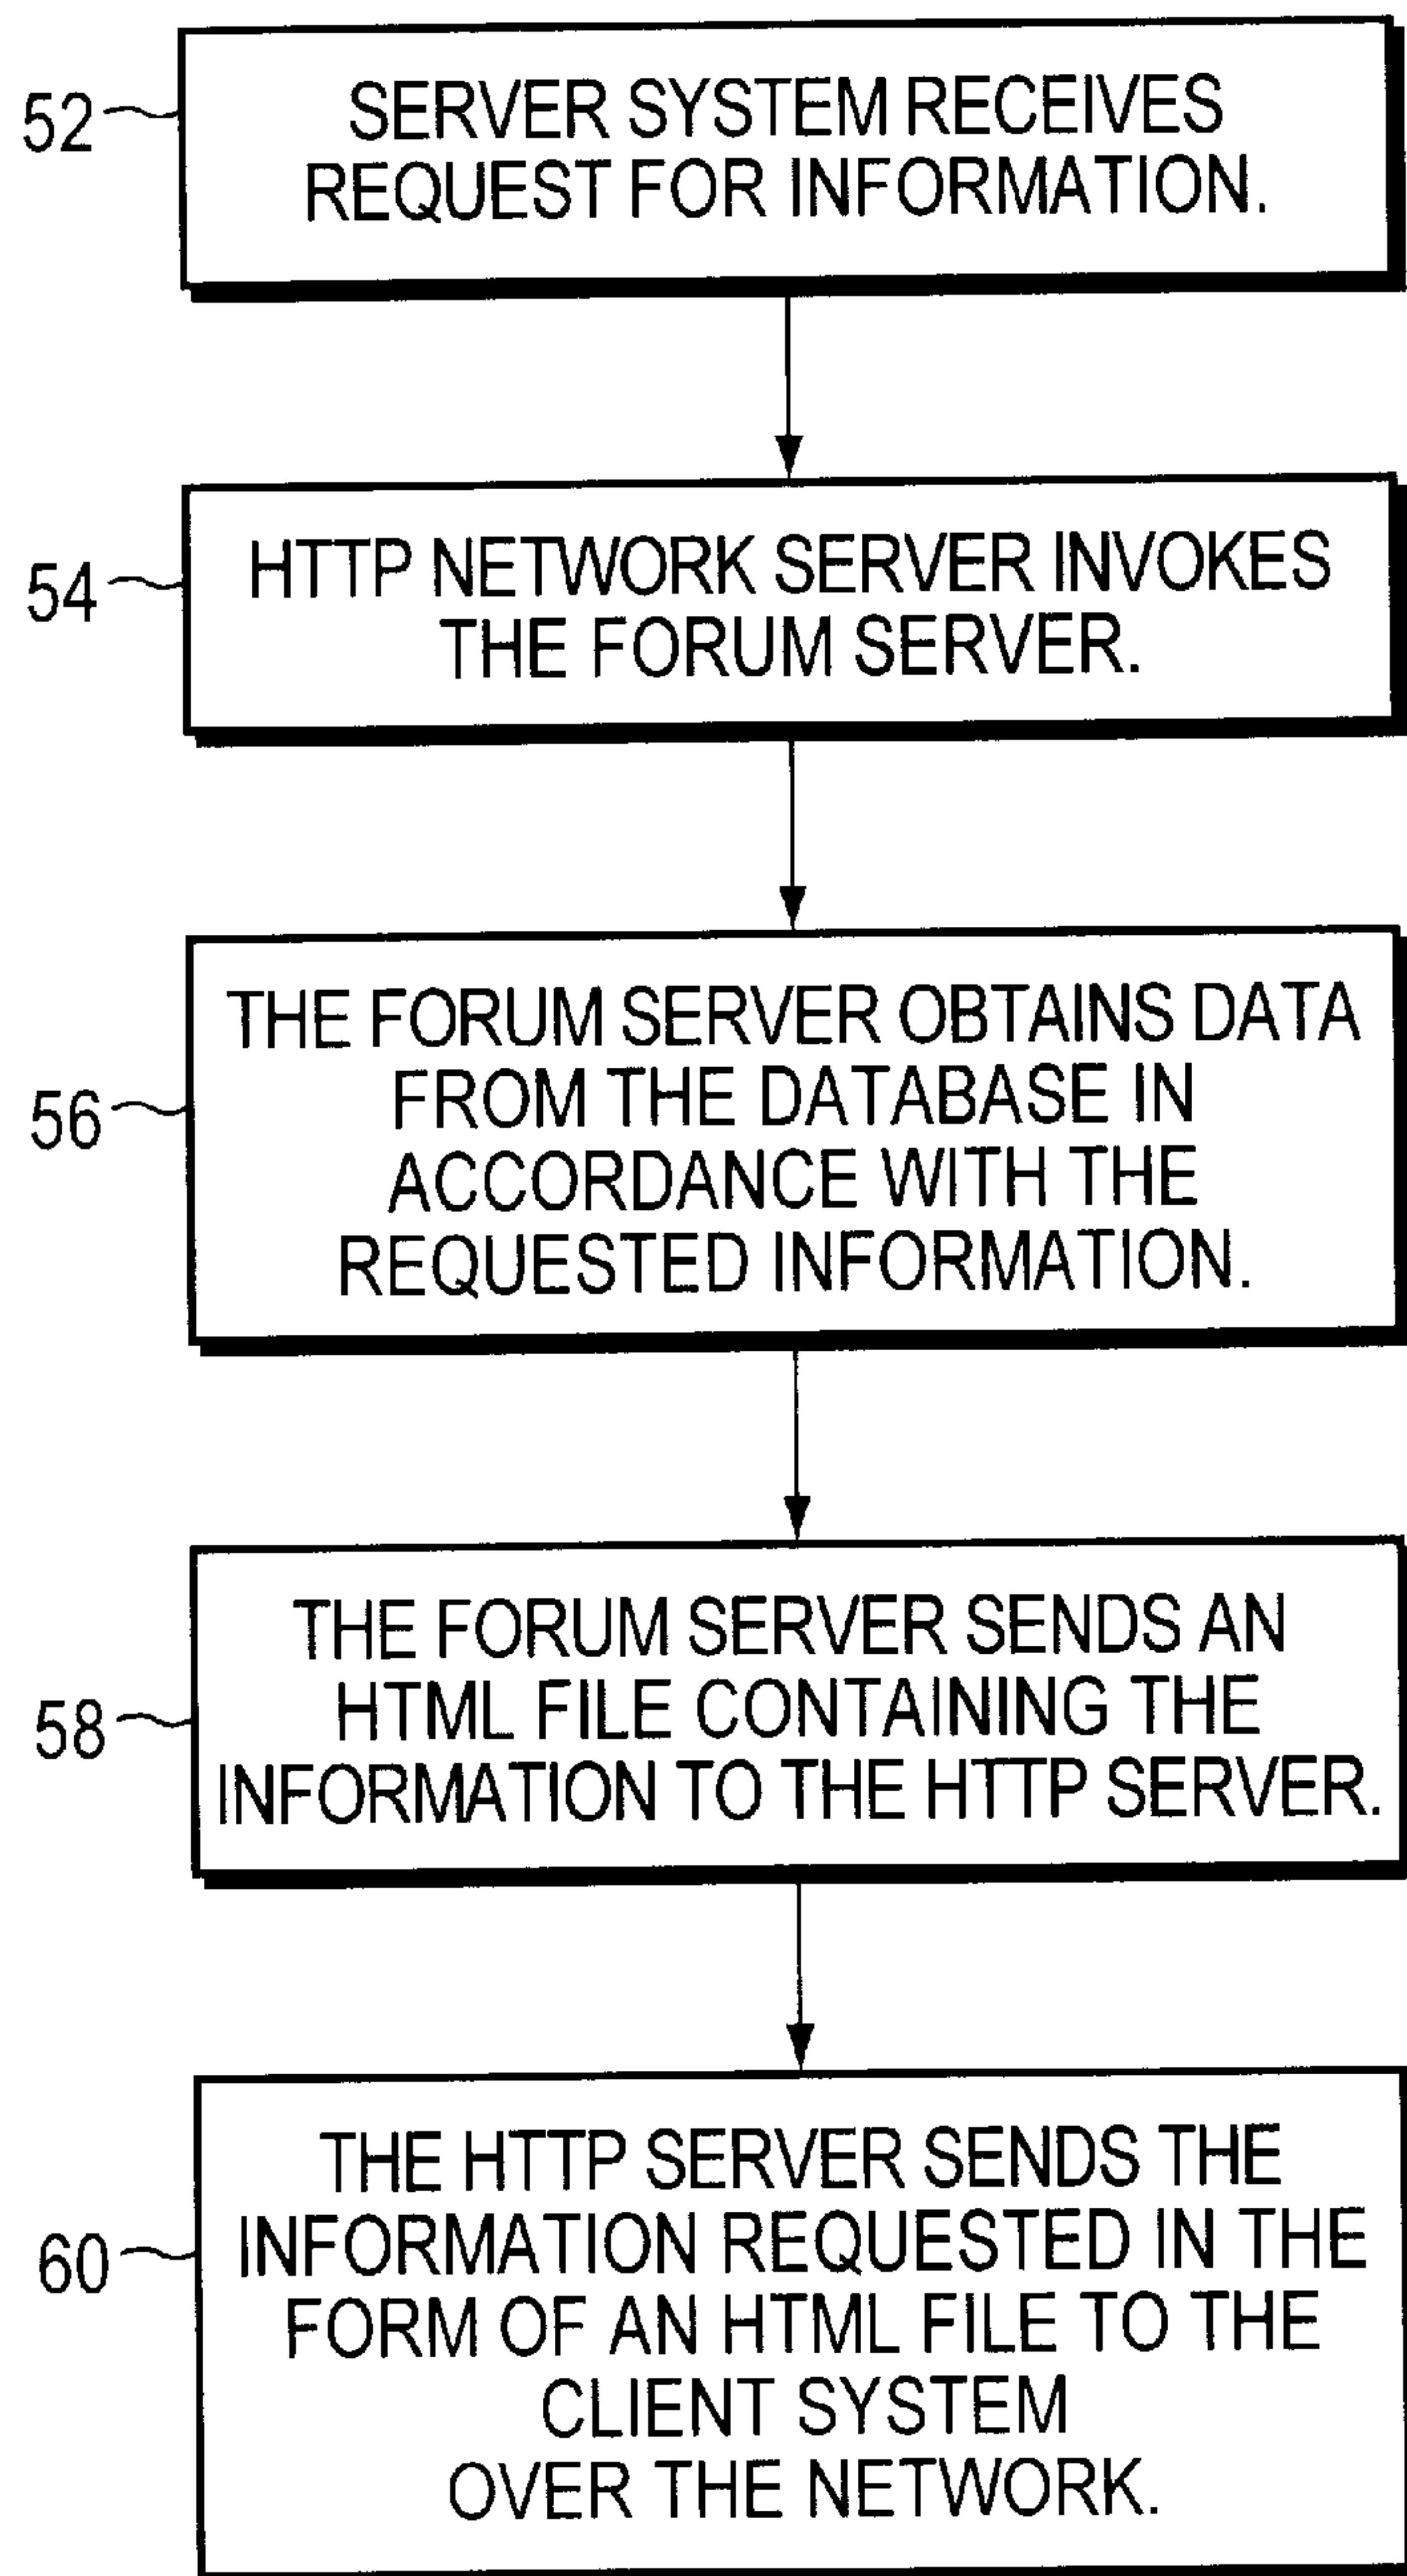 52
SERVER SYSTEM RECEIVES
REQUEST FOR INFORMATION.
54
HTTP NETWORK SERVER INVOKES
THE FORUM SERVER.
56
THE FORUM SERVER OBTAINS DATA
FROM THE DATABASE IN
ACCORDANCE WITH THE
REQUESTED INFORMATION.
58
THE FORUM SERVER SENDS AN
HTML FILE CONTAINING THE
INFORMATION TO THE HTTP SERVER.
60
THE HTTP SERVER SENDS THE
INFORMATION REQUESTED IN THE
FORM OF AN HTML FILE TO THE
CLIENT SYSTEM
OVER THE NETWORK.